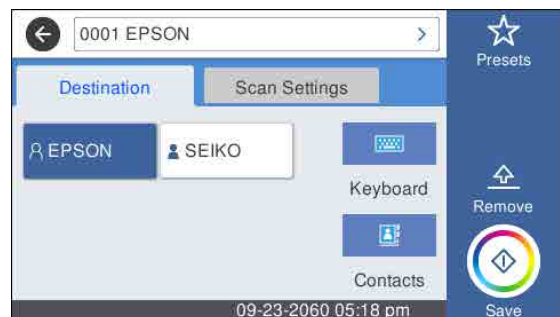 0001 EPSON
Presets
Destination
Scan Settings
EPSON
SEIKO
Keyboard
Remove
Contacts
09-23-2060 05:18 pm
Save